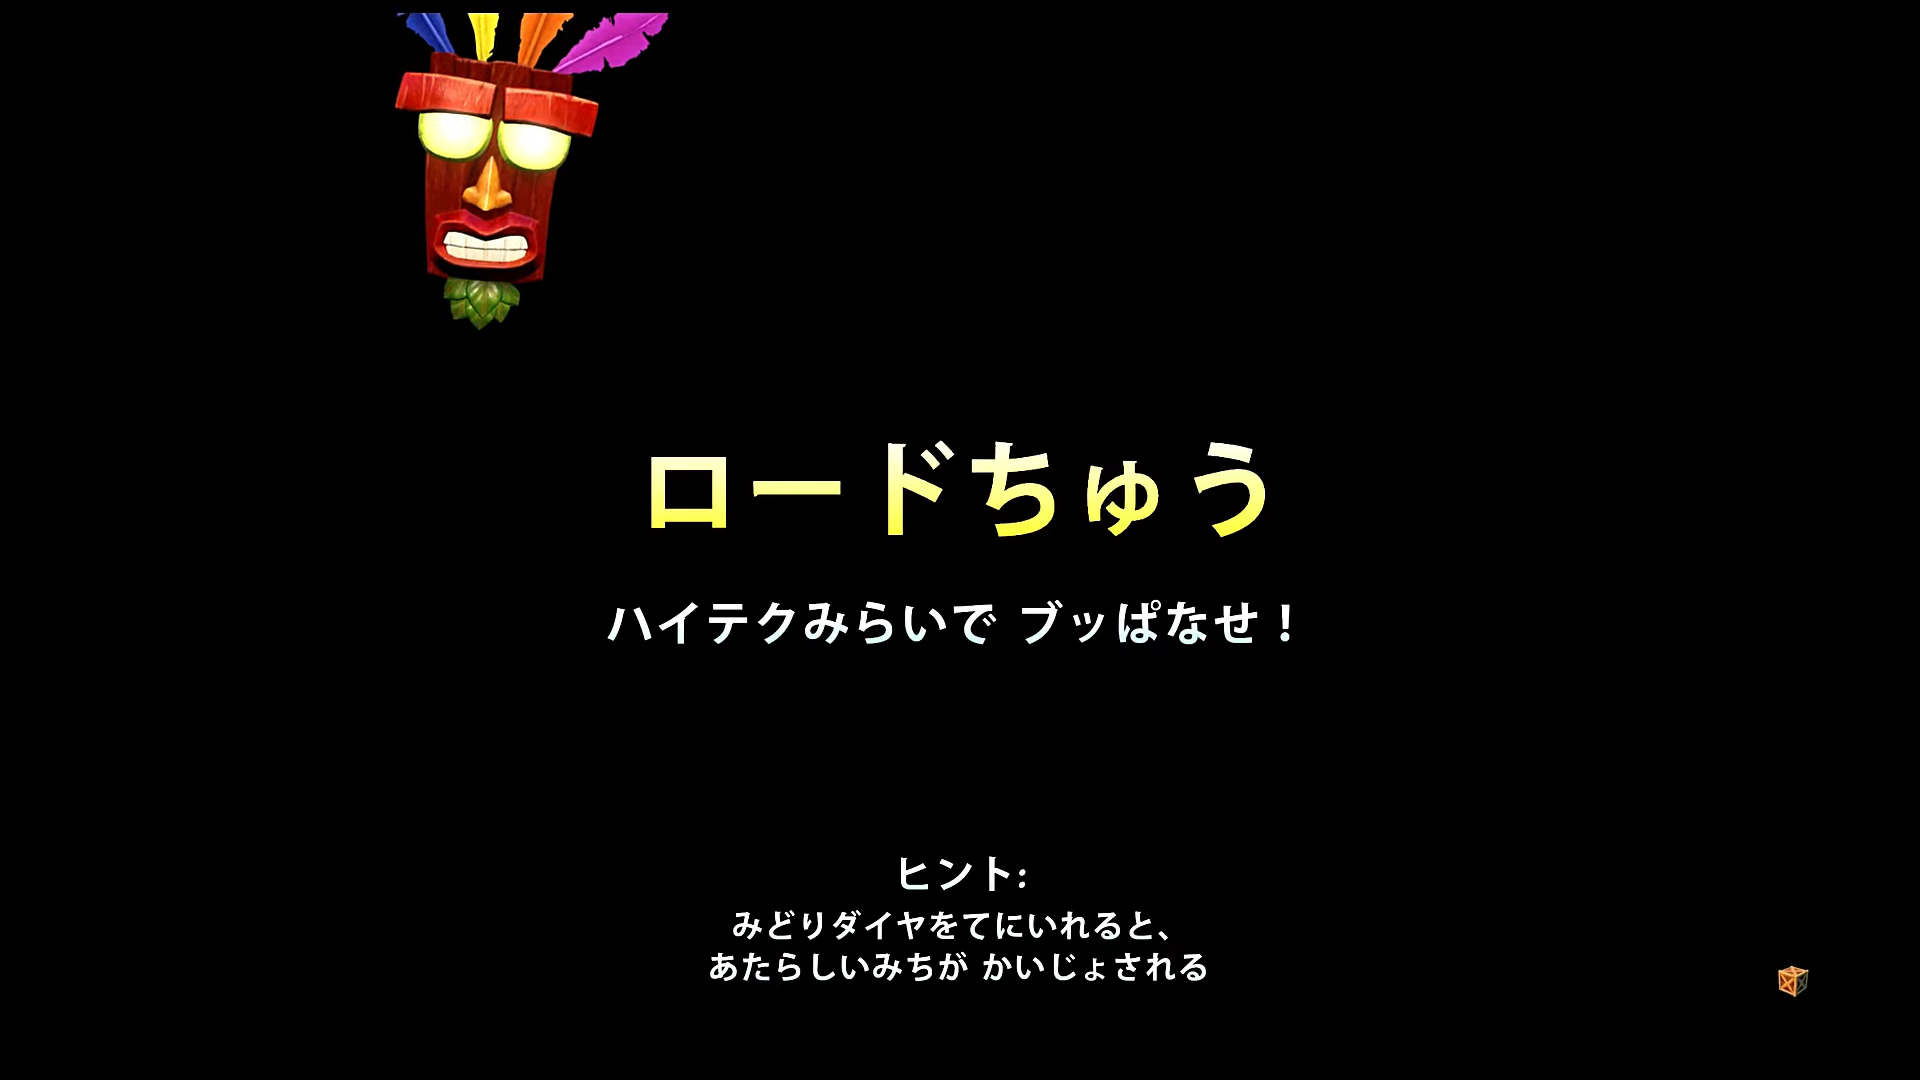 ロードちゅう
ハイテクみらいで ブッぱなせ！
ヒント:
みどりダイヤをてにいれると、
あたらしいみちが かいじょされる